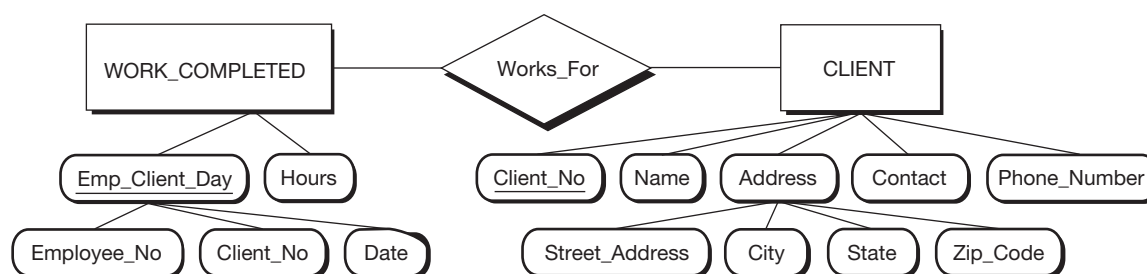 WORK_COMPLETED Works_For CLIENT
Emp_Client_Day Hours Client_No Name Address Contact Phone_Number
Employee_No Client_No Date Street_Address City State Zip_Code